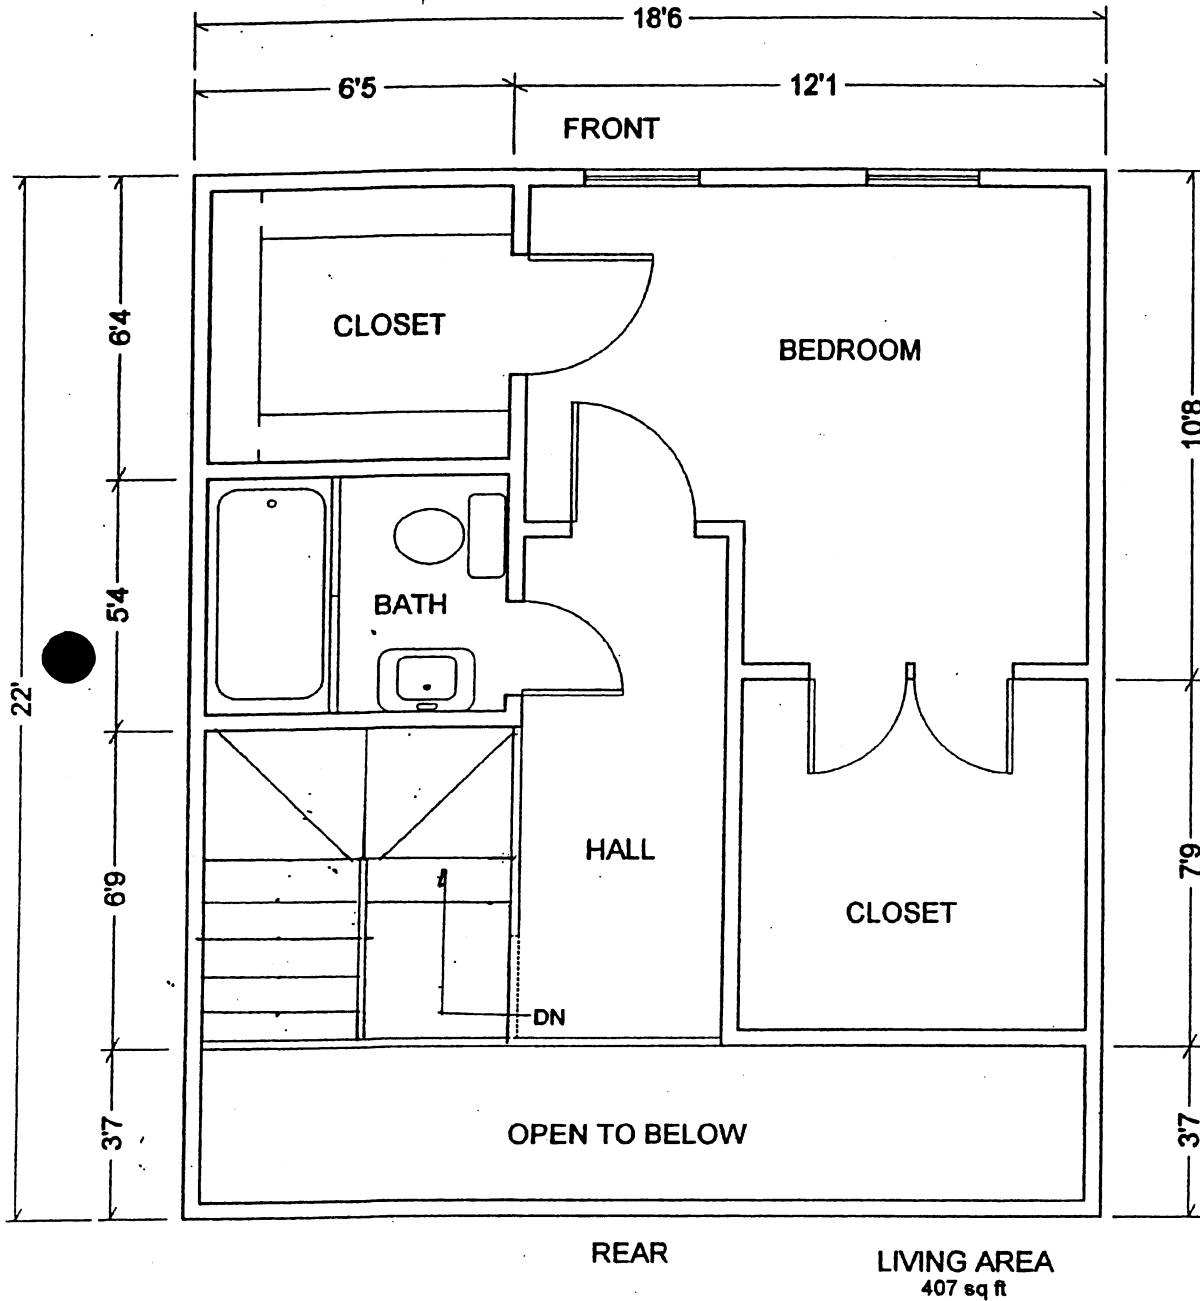 18'6
6'5
12'1
FRONT
6'4
CLOSET
BEDROOM
10'8
5'4
BATH
22'
HALL
6'9
7'9
CLOSET
DN
3'7
OPEN TO BELOW
3'7
REAR
LIVING AREA
407 sq ft